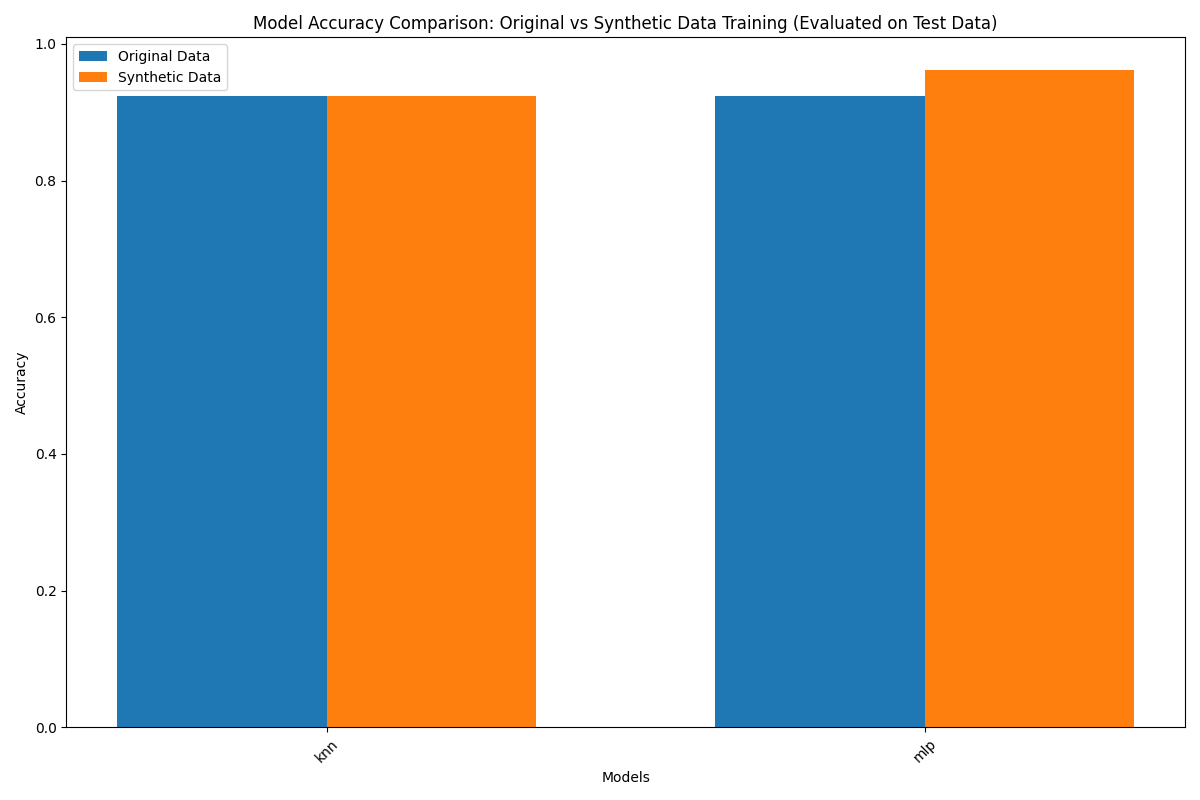 Model Accuracy Comparison: Original vs Synthetic Data Training (Evaluated on Test Data)
Original Data
Synthetic Data
1.0
0.8
0.6
0.4
0.2
0.0
Accuracy
knn
mlp
Models